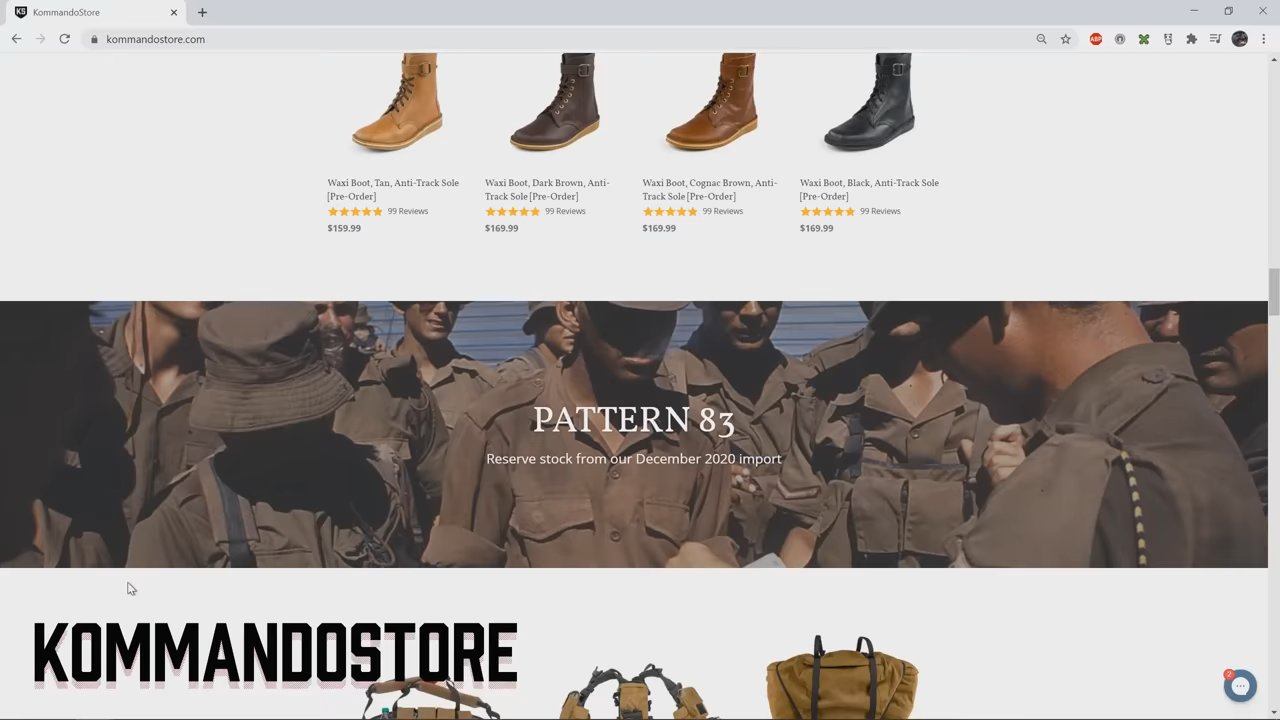 KommandoStore
kommandostore.com
ABP
Waxi Boot, Tan, Anti-Track Sole
[Pre-Order]
99 Reviews
$159.99
Waxi Boot, Dark Brown, Anti-
Track Sole [Pre-Order]
99 Reviews
$169.99
Waxi Boot, Cognac Brown, Anti-
Track Sole [Pre-Order]
99 Reviews
$169.99
Waxi Boot, Black, Anti-Track Sole
[Pre-Order]
99 Reviews
$169.99
PATTERN 83
Reserve stock from our December 2020 import
KOMMANDOSTORE
2